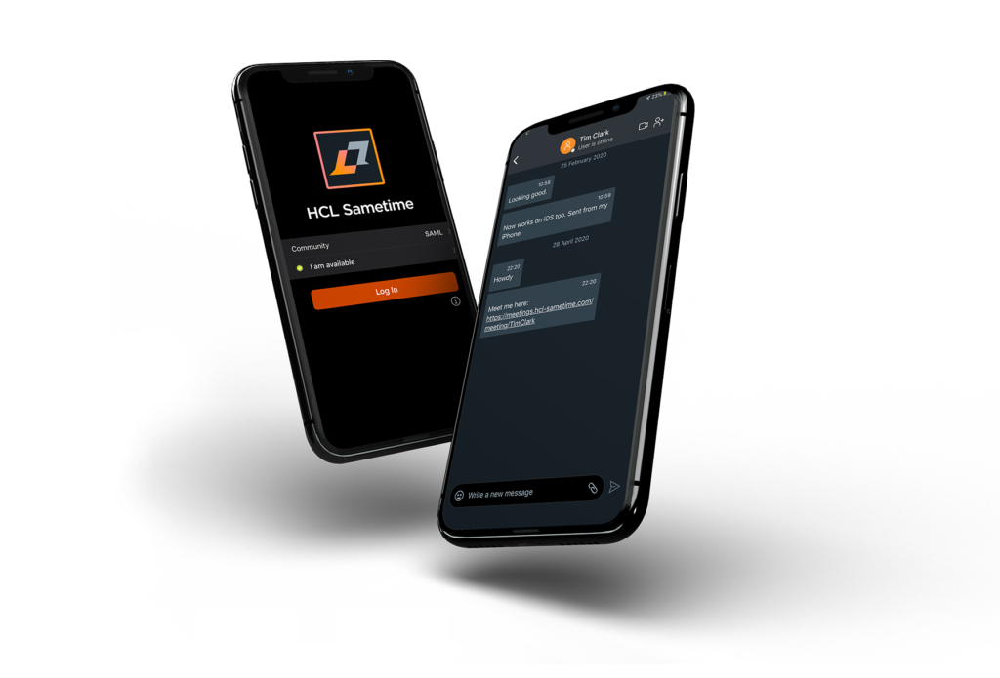 HCL Sametime
Community
SAML
I am available
Log In
23%
Tim Clark
User is offline
25 February 2020
10:58
Looking good.
10:59
Now works on iOS too. Sent from my
iPhone.
28 April 2020
22:20
Howdy
22:20
Meet me here:
https://meetings.hcl-sametime.com/
meeting/TimClark
Write a new message